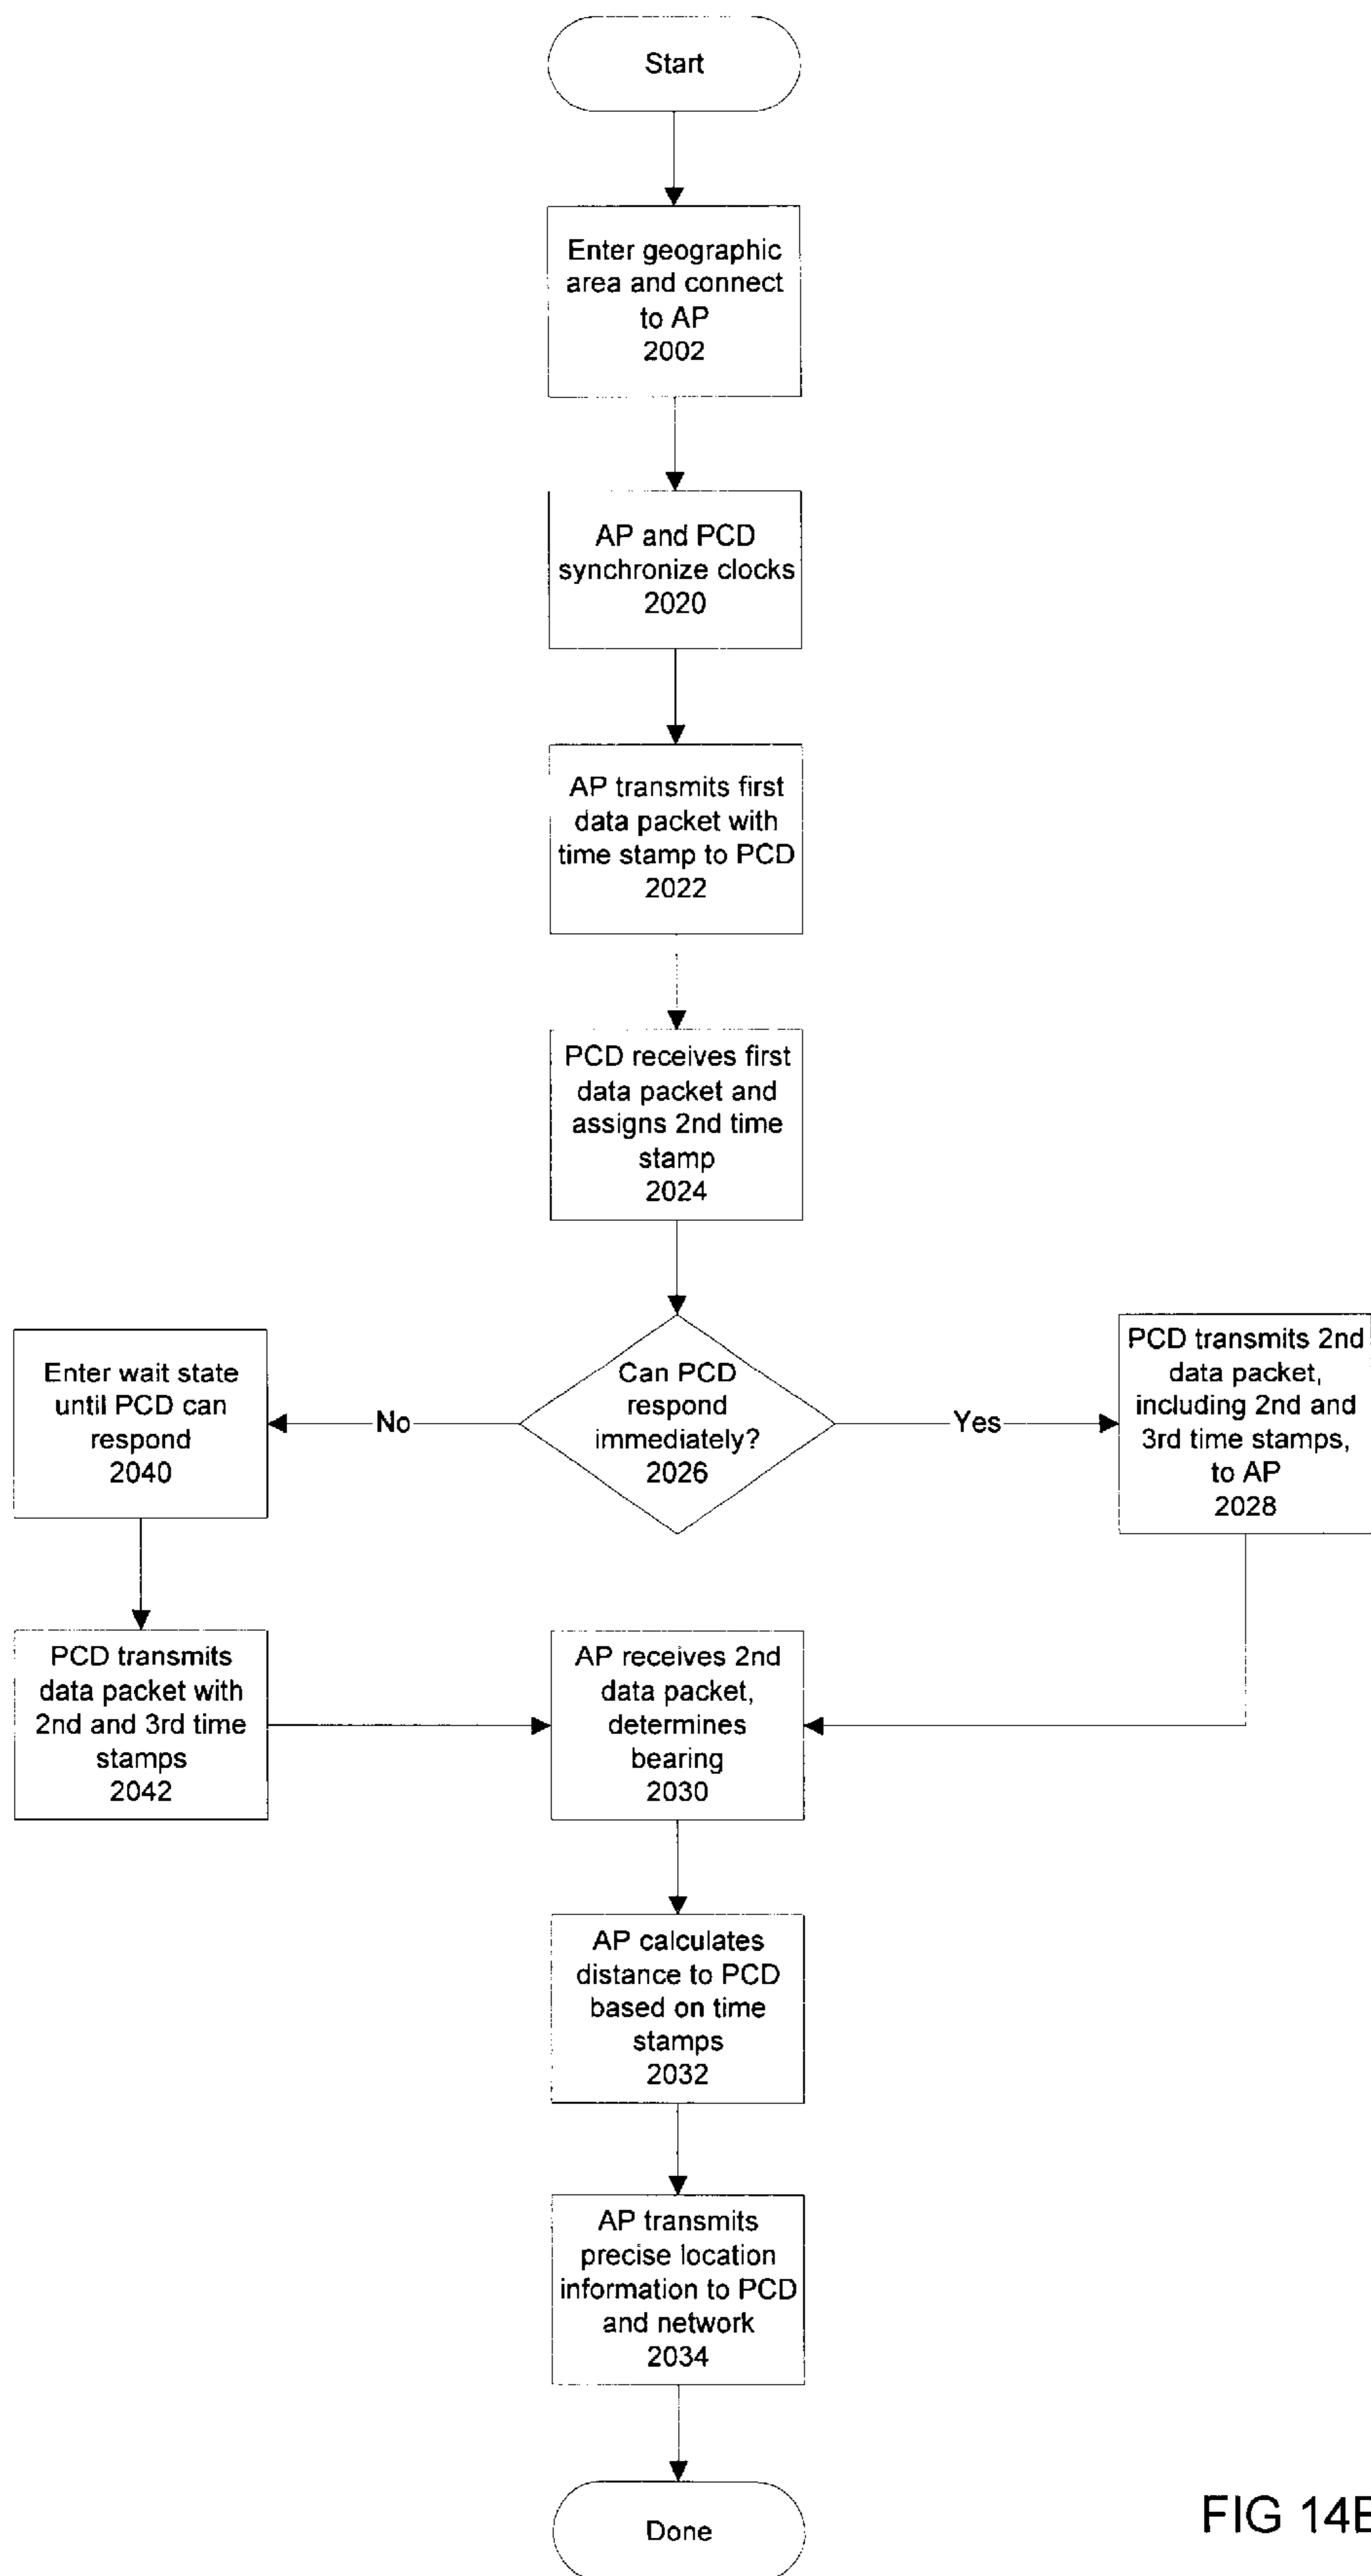 Start
Enter geographic
area and connect
to AP
2002
AP and PCD
synchronize clocks
2020
AP transmits first
data packet with
time stamp to PCD
2022
PCD receives first
data packet and
assigns 2nd time
stamp
2024
Can PCD
respond
immediately?
2026
No
Yes
Enter wait state
until PCD can
respond
2040
PCD transmits 2nd
data packet,
including 2nd and
3rd time stamps,
to AP
2028
PCD transmits
data packet with
2nd and 3rd time
stamps
2042
AP receives 2nd
data packet,
determines
bearing
2030
AP calculates
distance to PCD
based on time
stamps
2032
AP transmits
precise location
information to PCD
and network
2034
Done
FIG 14B